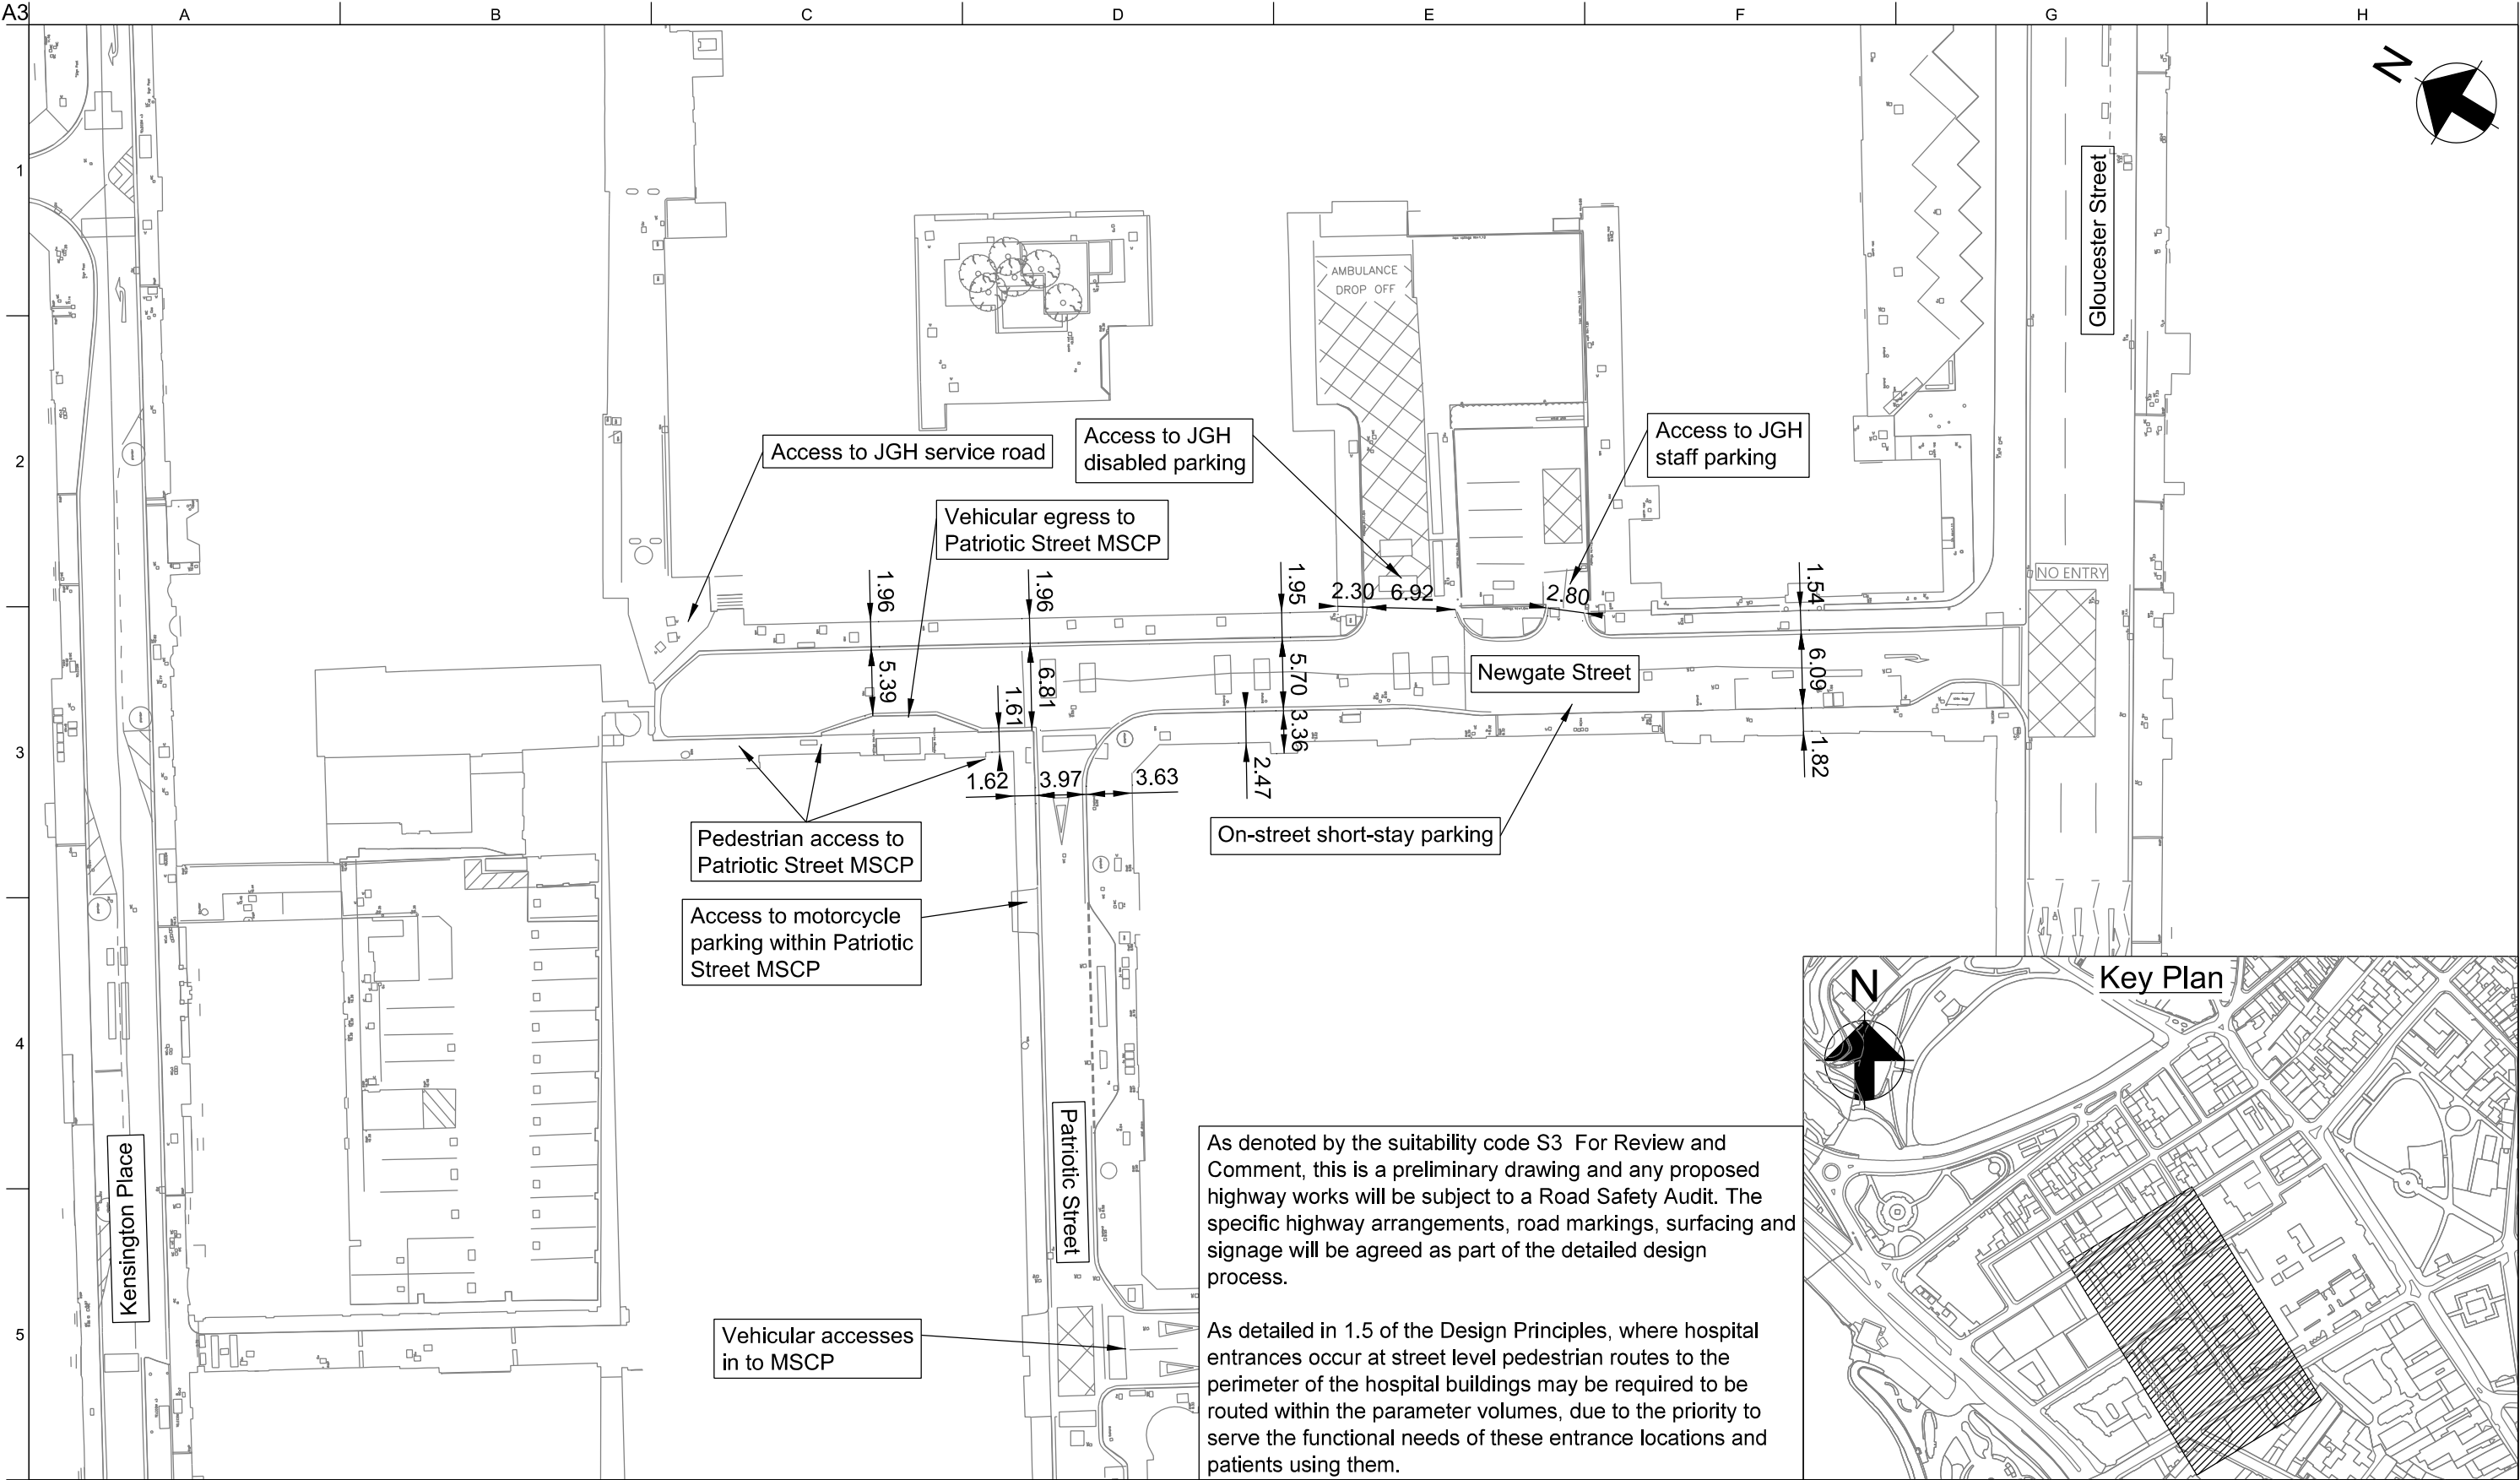 A3
A
B
C
D
E
F
G
H
1
2
3
4
5
N
Gloucester Street
AMBULANCE
DROP OFF
Access to JGH service road
Access to JGH
disabled parking
Access to JGH
staff parking
Vehicular egress to
Patriotic Street MSCP
NO ENTRY
1.96
1.96
1.95
2.30
6.92
2.80
1.54
5.39
6.81
1.61
5.70
3.36
6.09
1.82
Newgate Street
1.62
3.97
3.63
2.47
Pedestrian access to
Patriotic Street MSCP
On-street short-stay parking
Access to motorcycle
parking within Patriotic
Street MSCP
Kensington Place
Patriotic Street
Vehicular accesses
in to MSCP
As denoted by the suitability code S3 For Review and
Comment, this is a preliminary drawing and any proposed
highway works will be subject to a Road Safety Audit. The
specific highway arrangements, road markings, surfacing and
signage will be agreed as part of the detailed design
process.
As detailed in 1.5 of the Design Principles, where hospital
entrances occur at street level pedestrian routes to the
perimeter of the hospital buildings may be required to be
routed within the parameter volumes, due to the priority to
serve the functional needs of these entrance locations and
patients using them.
Key Plan
N